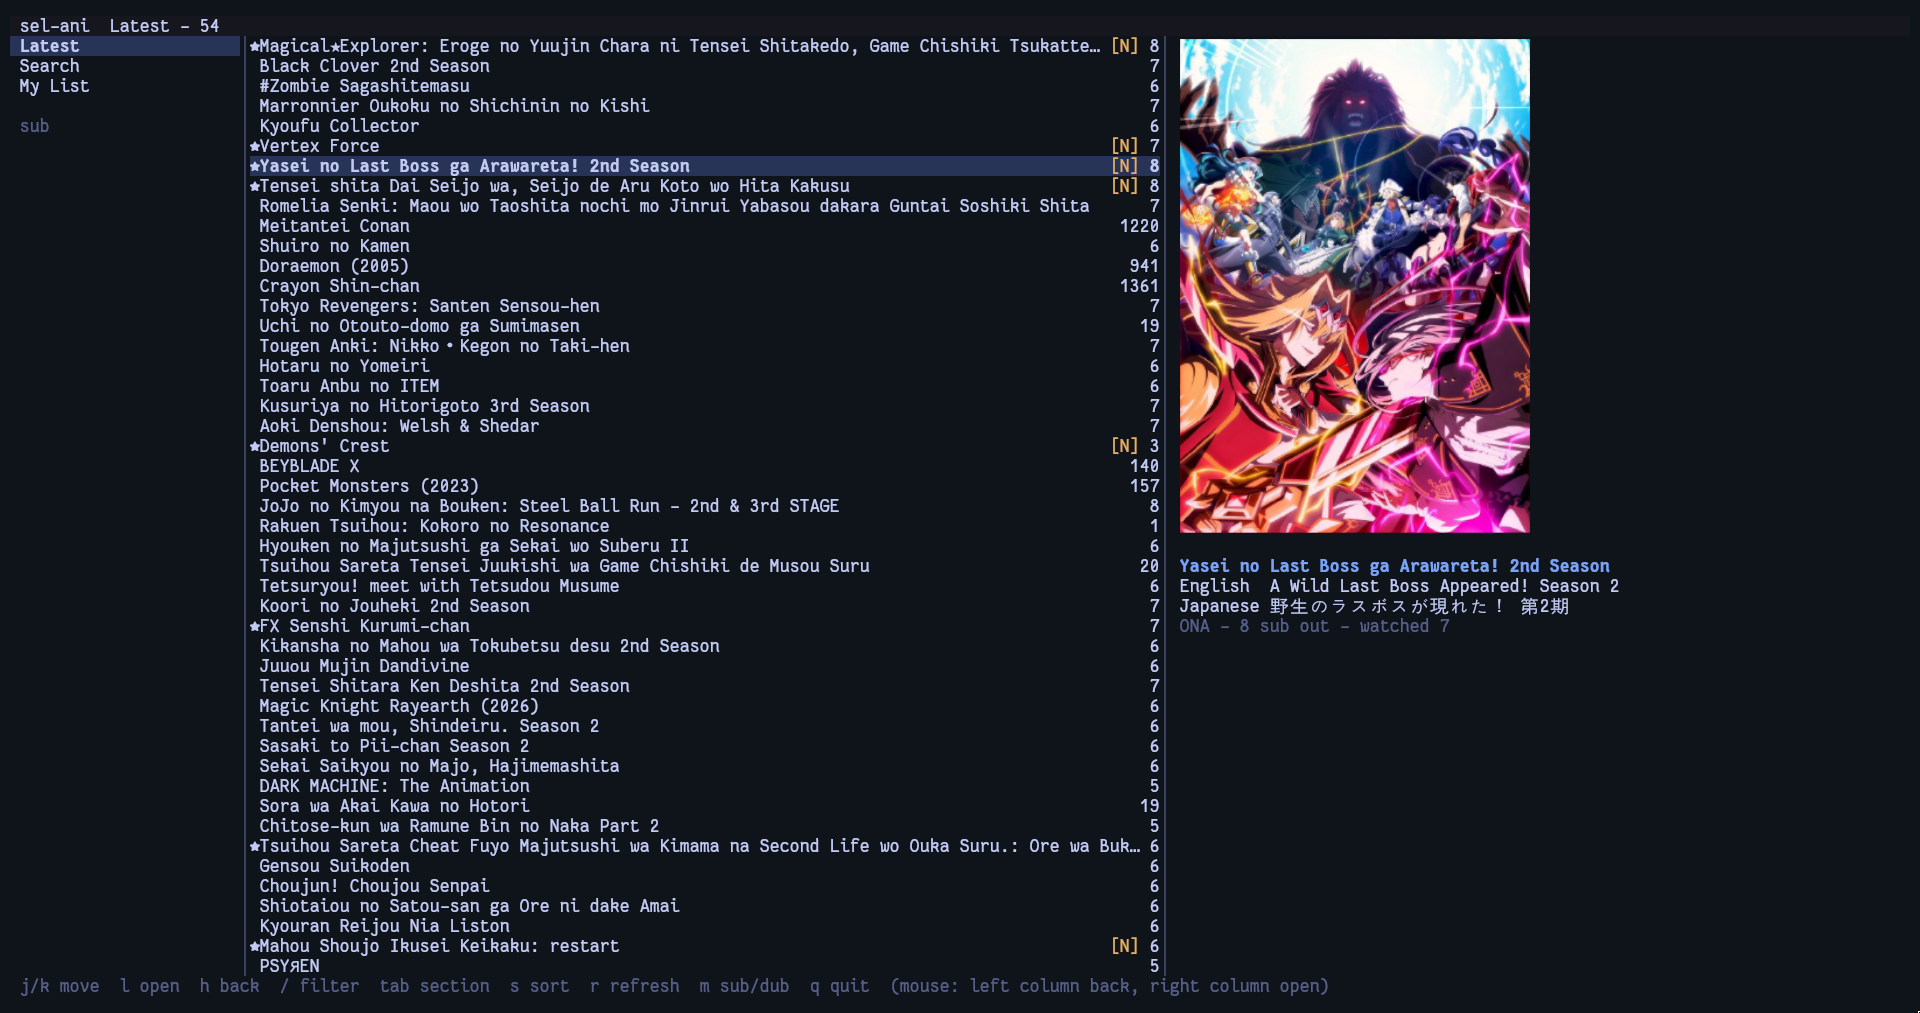 sel-ani  Latest - 54
Latest
Search
My List
sub
★Magical★Explorer: Eroge no Yuujin Chara ni Tensei Shitakedo, Game Chishiki Tsukatte… [N] 8
Black Clover 2nd Season 7
#Zombie Sagashitemasu 6
Marronnier Oukoku no Shichinin no Kishi 7
Kyoufu Collector 6
★Vertex Force [N] 7
★Yasei no Last Boss ga Arawareta! 2nd Season [N] 8
★Tensei shita Dai Seijo wa, Seijo de Aru Koto wo Hita Kakusu [N] 8
Romelia Senki: Maou wo Taoshita nochi mo Jinrui Yabasou dakara Guntai Soshiki Shita 7
Meitantei Conan 1220
Shuiro no Kamen 6
Doraemon (2005) 941
Crayon Shin-chan 1361
Tokyo Revengers: Santen Sensou-hen 7
Uchi no Otouto-domo ga Sumimasen 19
Tougen Anki: Nikko・Kegon no Taki-hen 7
Hotaru no Yomeiri 6
Toaru Anbu no ITEM 6
Kusuriya no Hitorigoto 3rd Season 7
Aoki Denshou: Welsh & Shedar 7
★Demons' Crest [N] 3
BEYBLADE X 140
Pocket Monsters (2023) 157
JoJo no Kimyou na Bouken: Steel Ball Run - 2nd & 3rd STAGE 8
Rakuen Tsuihou: Kokoro no Resonance 1
Hyouken no Majutsushi ga Sekai wo Suberu II 6
Tsuihou Sareta Tensei Juukishi wa Game Chishiki de Musou Suru 20
Tetsuryou! meet with Tetsudou Musume 6
Koori no Jouheki 2nd Season 7
★FX Senshi Kurumi-chan 7
Kikansha no Mahou wa Tokubetsu desu 2nd Season 6
Juuou Mujin Dandivine 6
Tensei Shitara Ken Deshita 2nd Season 7
Magic Knight Rayearth (2026) 6
Tantei wa mou, Shindeiru. Season 2 6
Sasaki to Pii-chan Season 2 6
Sekai Saikyou no Majo, Hajimemashita 6
DARK MACHINE: The Animation 5
Sora wa Akai Kawa no Hotori 19
Chitose-kun wa Ramune Bin no Naka Part 2 5
★Tsuihou Sareta Cheat Fuyo Majutsushi wa Kimama na Second Life wo Ouka Suru.: Ore wa Buk… 6
Gensou Suikoden 6
Choujun! Choujou Senpai 6
Shiotaiou no Satou-san ga Ore ni dake Amai 6
Kyouran Reijou Nia Liston 6
★Mahou Shoujo Ikusei Keikaku: restart [N] 6
PSYЯEN 5
Yasei no Last Boss ga Arawareta! 2nd Season
English  A Wild Last Boss Appeared! Season 2
Japanese 野生のラスボスが現れた！ 第2期
ONA - 8 sub out - watched 7
j/k move  l open  h back  / filter  tab section  s sort  r refresh  m sub/dub  q quit  (mouse: left column back, right column open)